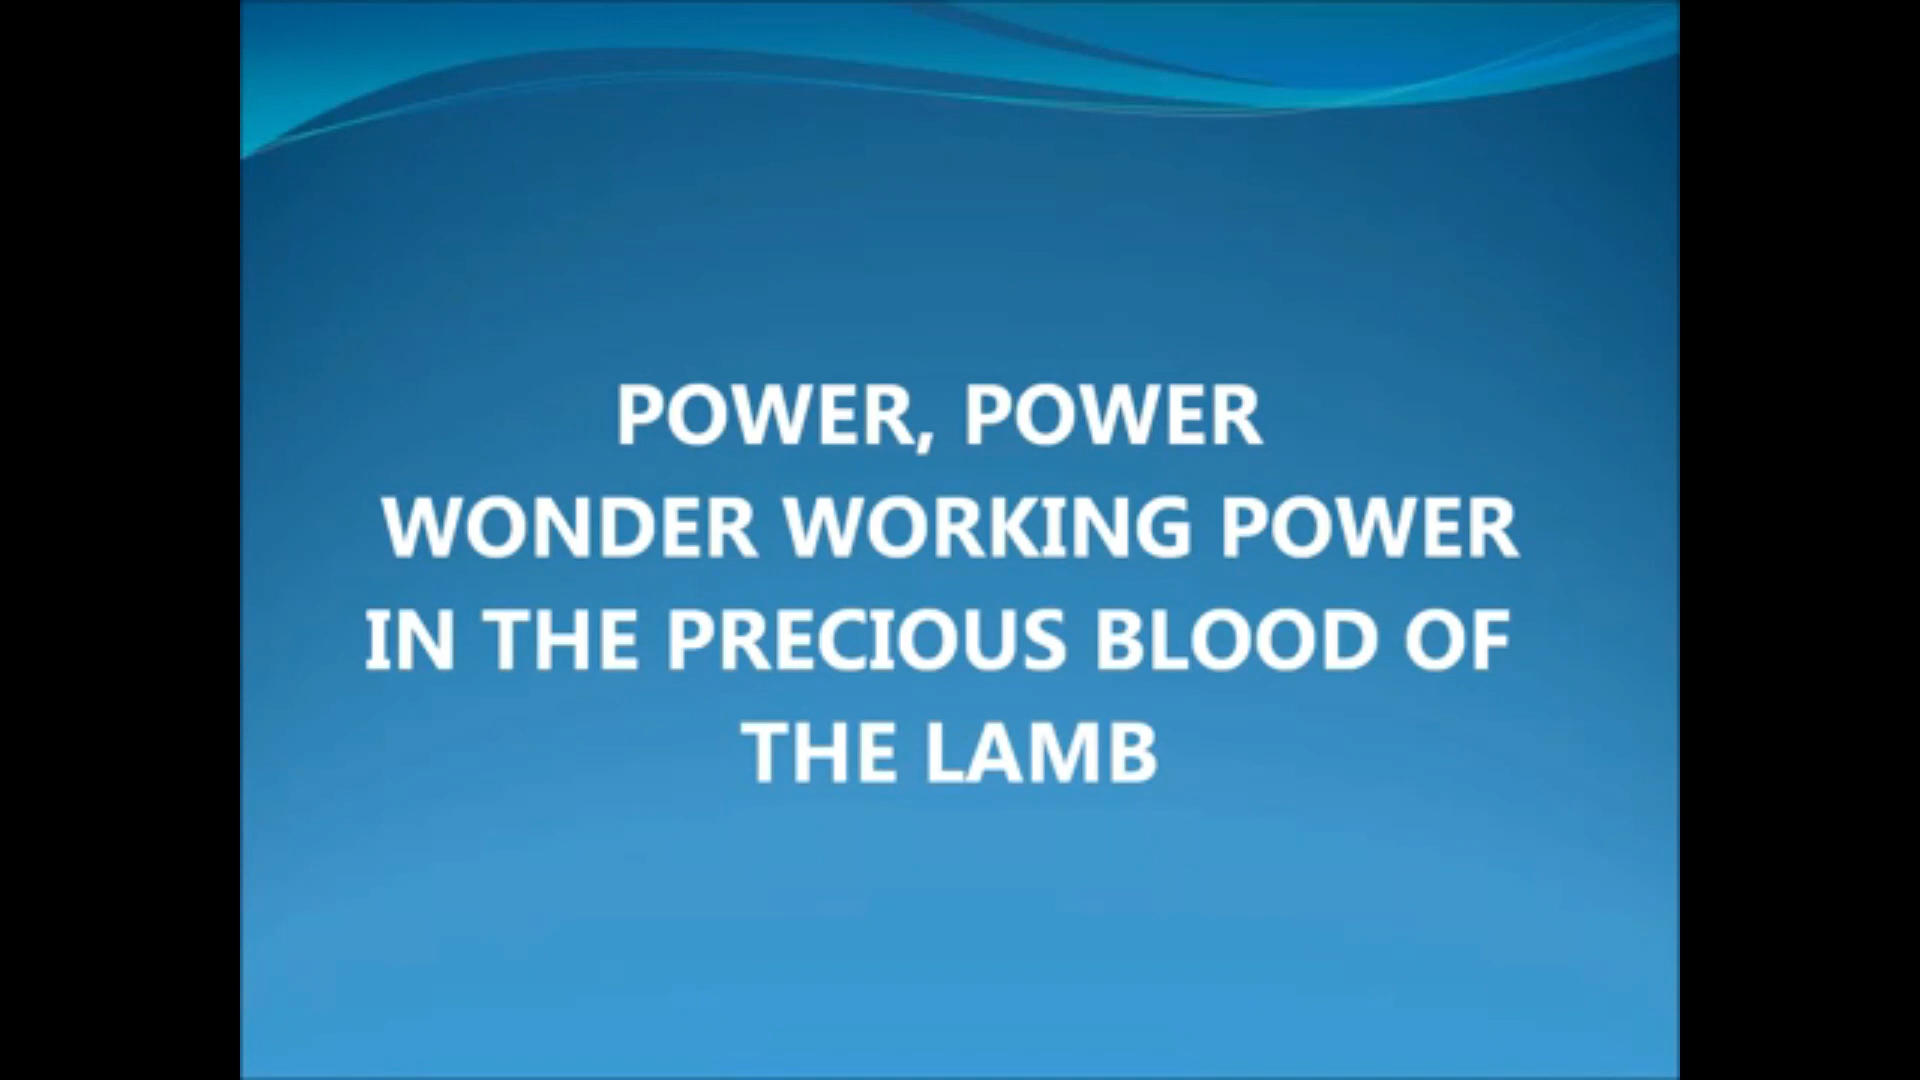 POWER, POWER
WONDER WORKING POWER
IN THE PRECIOUS BLOOD OF
THE LAMB